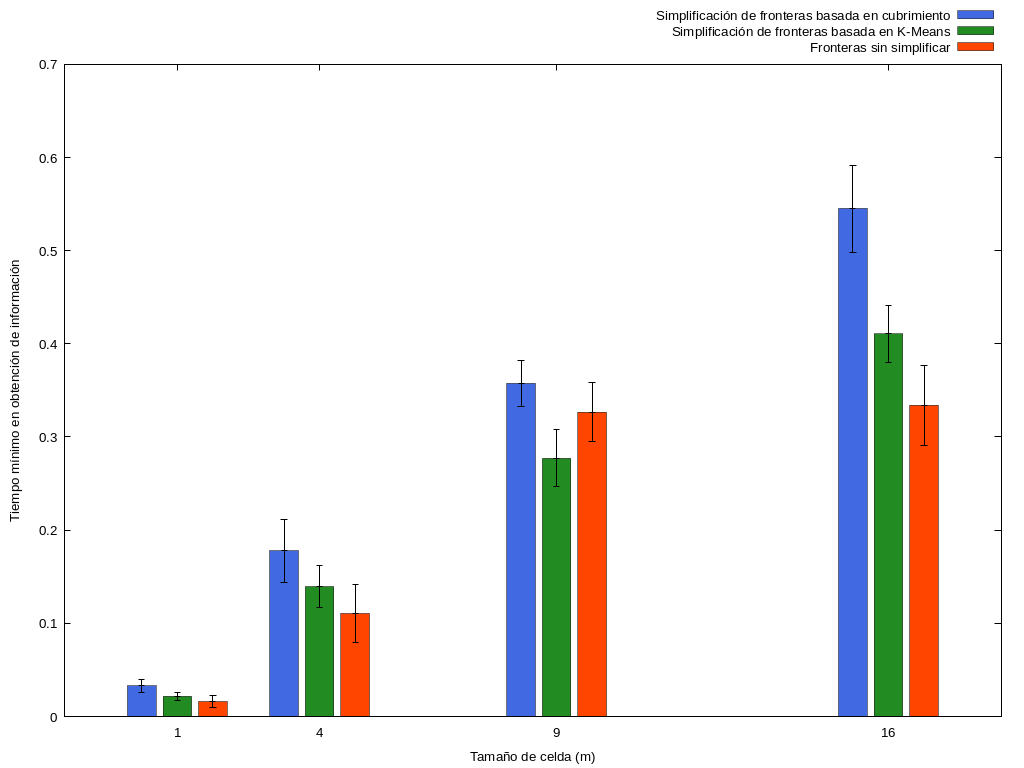 Simplificación de fronteras basada en cubrimiento
Simplificación de fronteras basada en K-Means
Fronteras sin simplificar
0.7
0.6
0.5
0.4
0.3
0.2
0.1
0
Tiempo mínimo en obtención de información
1 4 9 16
Tamaño de celda (m)